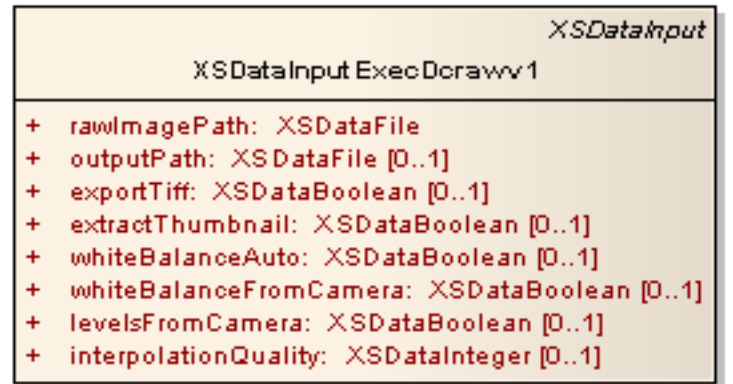 XSDataInput
XSDataInputExecDcrawv1
+ rawImagePath: XSDataFile
+ outputPath: XSDataFile [0..1]
+ exportTiff: XSDataBoolean [0..1]
+ extractThumbnail: XSDataBoolean [0..1]
+ whiteBalanceAuto: XSDataBoolean [0..1]
+ whiteBalanceFromCamera: XSDataBoolean [0..1]
+ levelsFromCamera: XSDataBoolean [0..1]
+ interpolationQuality: XSDataInteger [0..1]